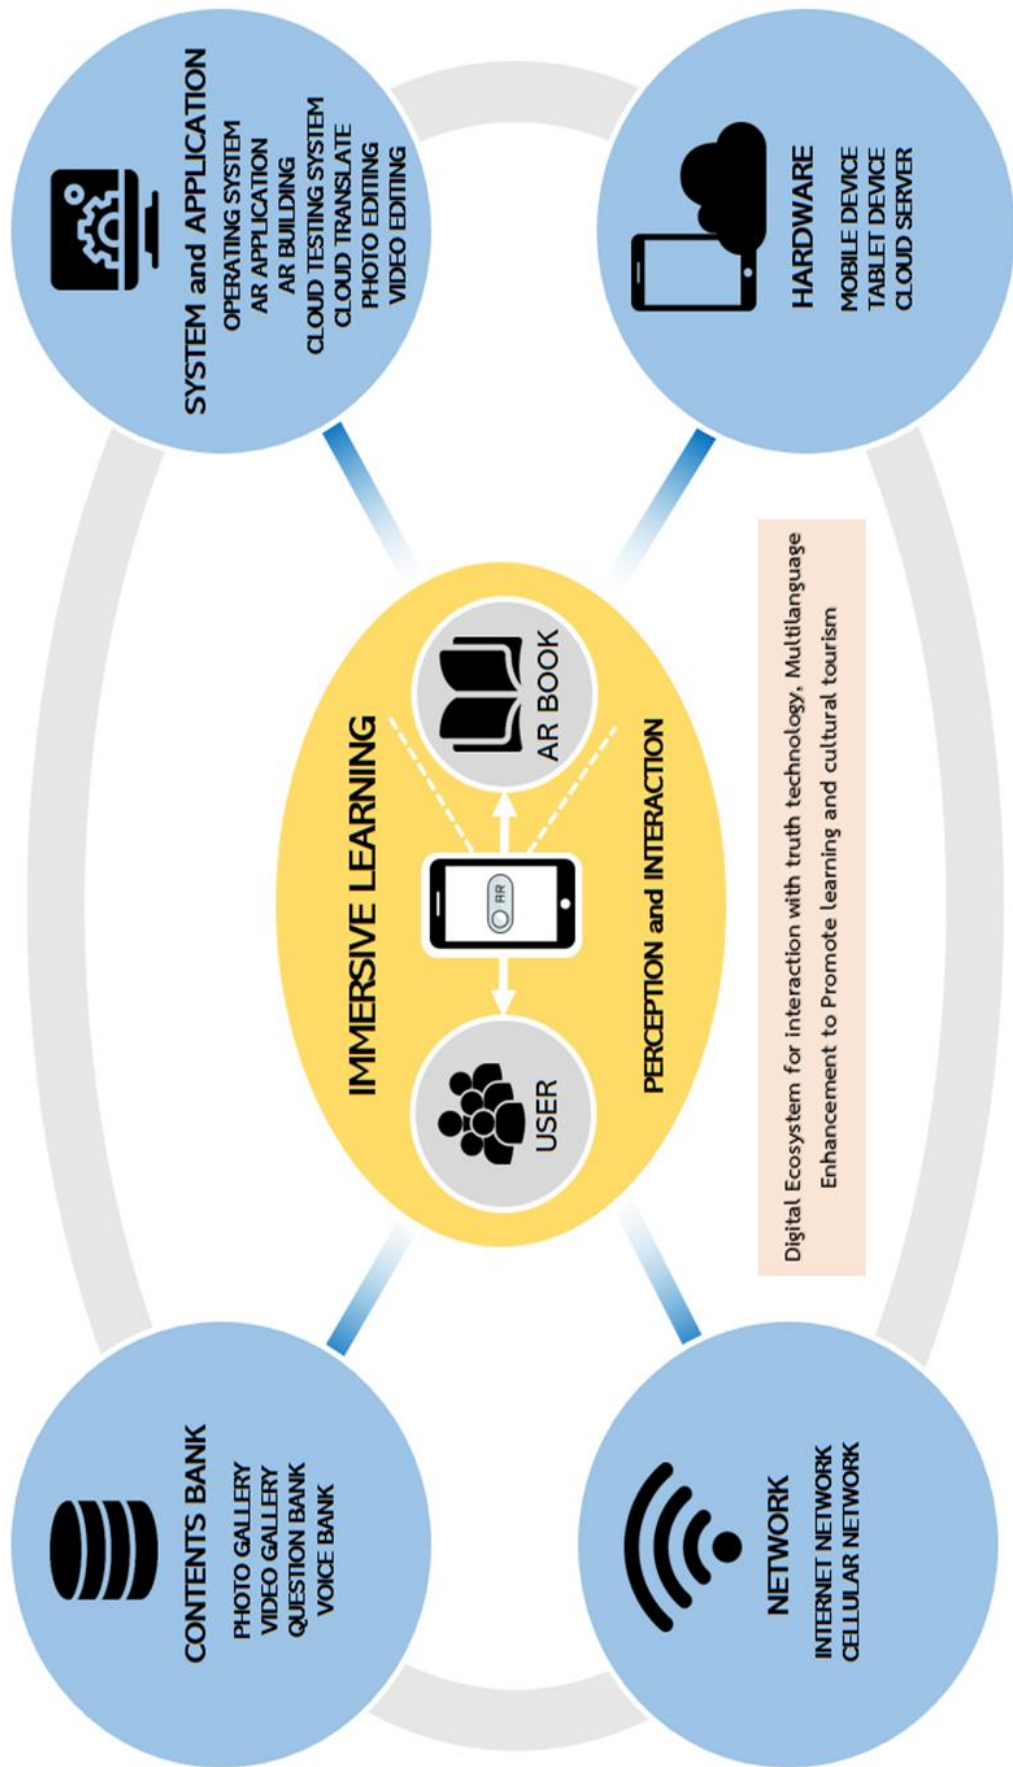 CONTENTS BANK
PHOTO GALLERY
VIDEO GALLERY
QUESTION BANK
VOICE BANK
SYSTEM and APPLICATION
OPERATING SYSTEM
AR APPLICATION
AR BUILDING
CLOUD TESTING SYSTEM
CLOUD TRANSLATE
PHOTO EDITING
VIDEO EDITING
IMMERSIVE LEARNING
USER
AR
AR BOOK
PERCEPTION and INTERACTION
NETWORK
INTERNET NETWORK
CELLULAR NETWORK
Digital Ecosystem for interaction with truth technology, Multilanguage
Enhancement to Promote learning and cultural tourism
HARDWARE
MOBILE DEVICE
TABLET DEVICE
CLOUD SERVER